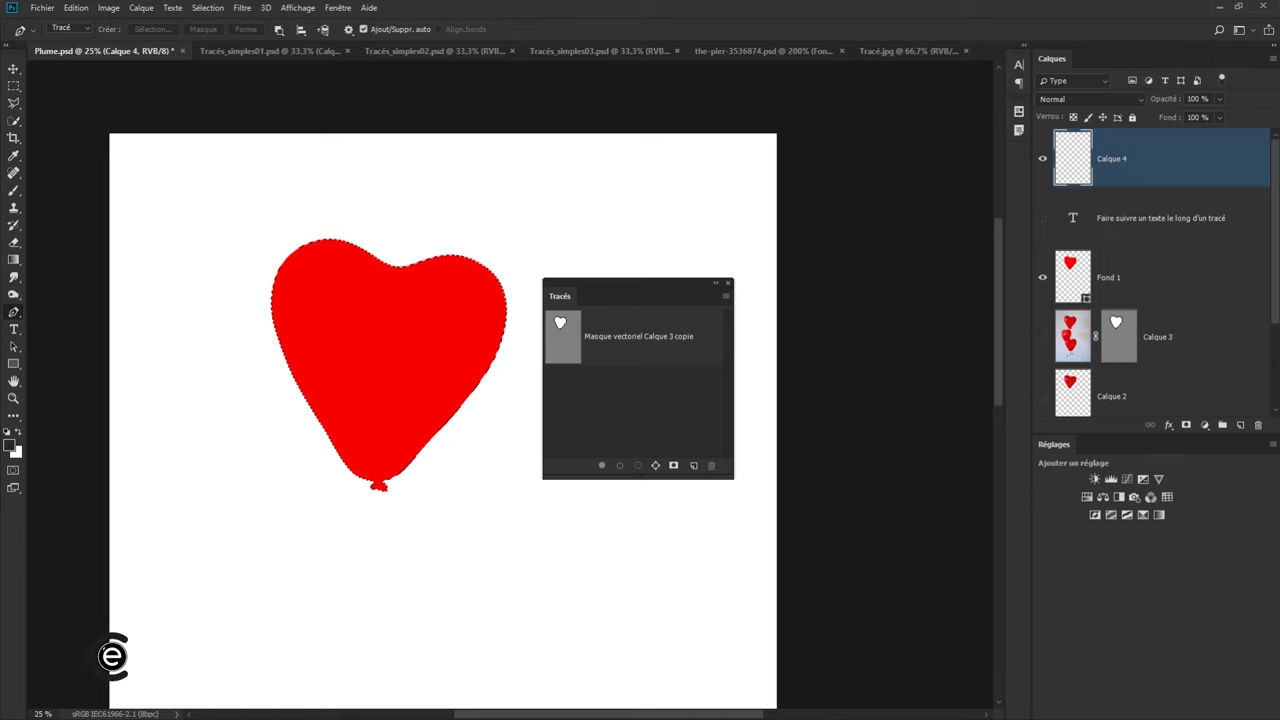 Ps Fichier Edition Image Calque Texte Sélection Filtre 3D Affichage Fenêtre Aide
Tracé Créer : Sélection... Masque Forme Ajout/Suppr. auto Align.bords
Plume.psd @ 25% (Calque 4, RVB/8) * Tracés_simples01.psd @ 33,3% (Calq... Tracés_simples02.psd @ 33,3% (RVB... Tracés_simples03.psd @ 33,3% (RVB... the-pier-3536874.psd @ 200% (Fon... Tracé.jpg @ 66,7% (RVB/...
Calques
Type
Normal Opacité : 100 %
Verrou : Fond : 100 %
Calque 4
T Faire suivre un texte le long d'un tracé
Fond 1
Calque 3
Calque 2
Tracés
Masque vectoriel Calque 3 copie
Réglages
Ajouter un réglage
e
25 % sRGB IEC61966-2.1 (8bpc)